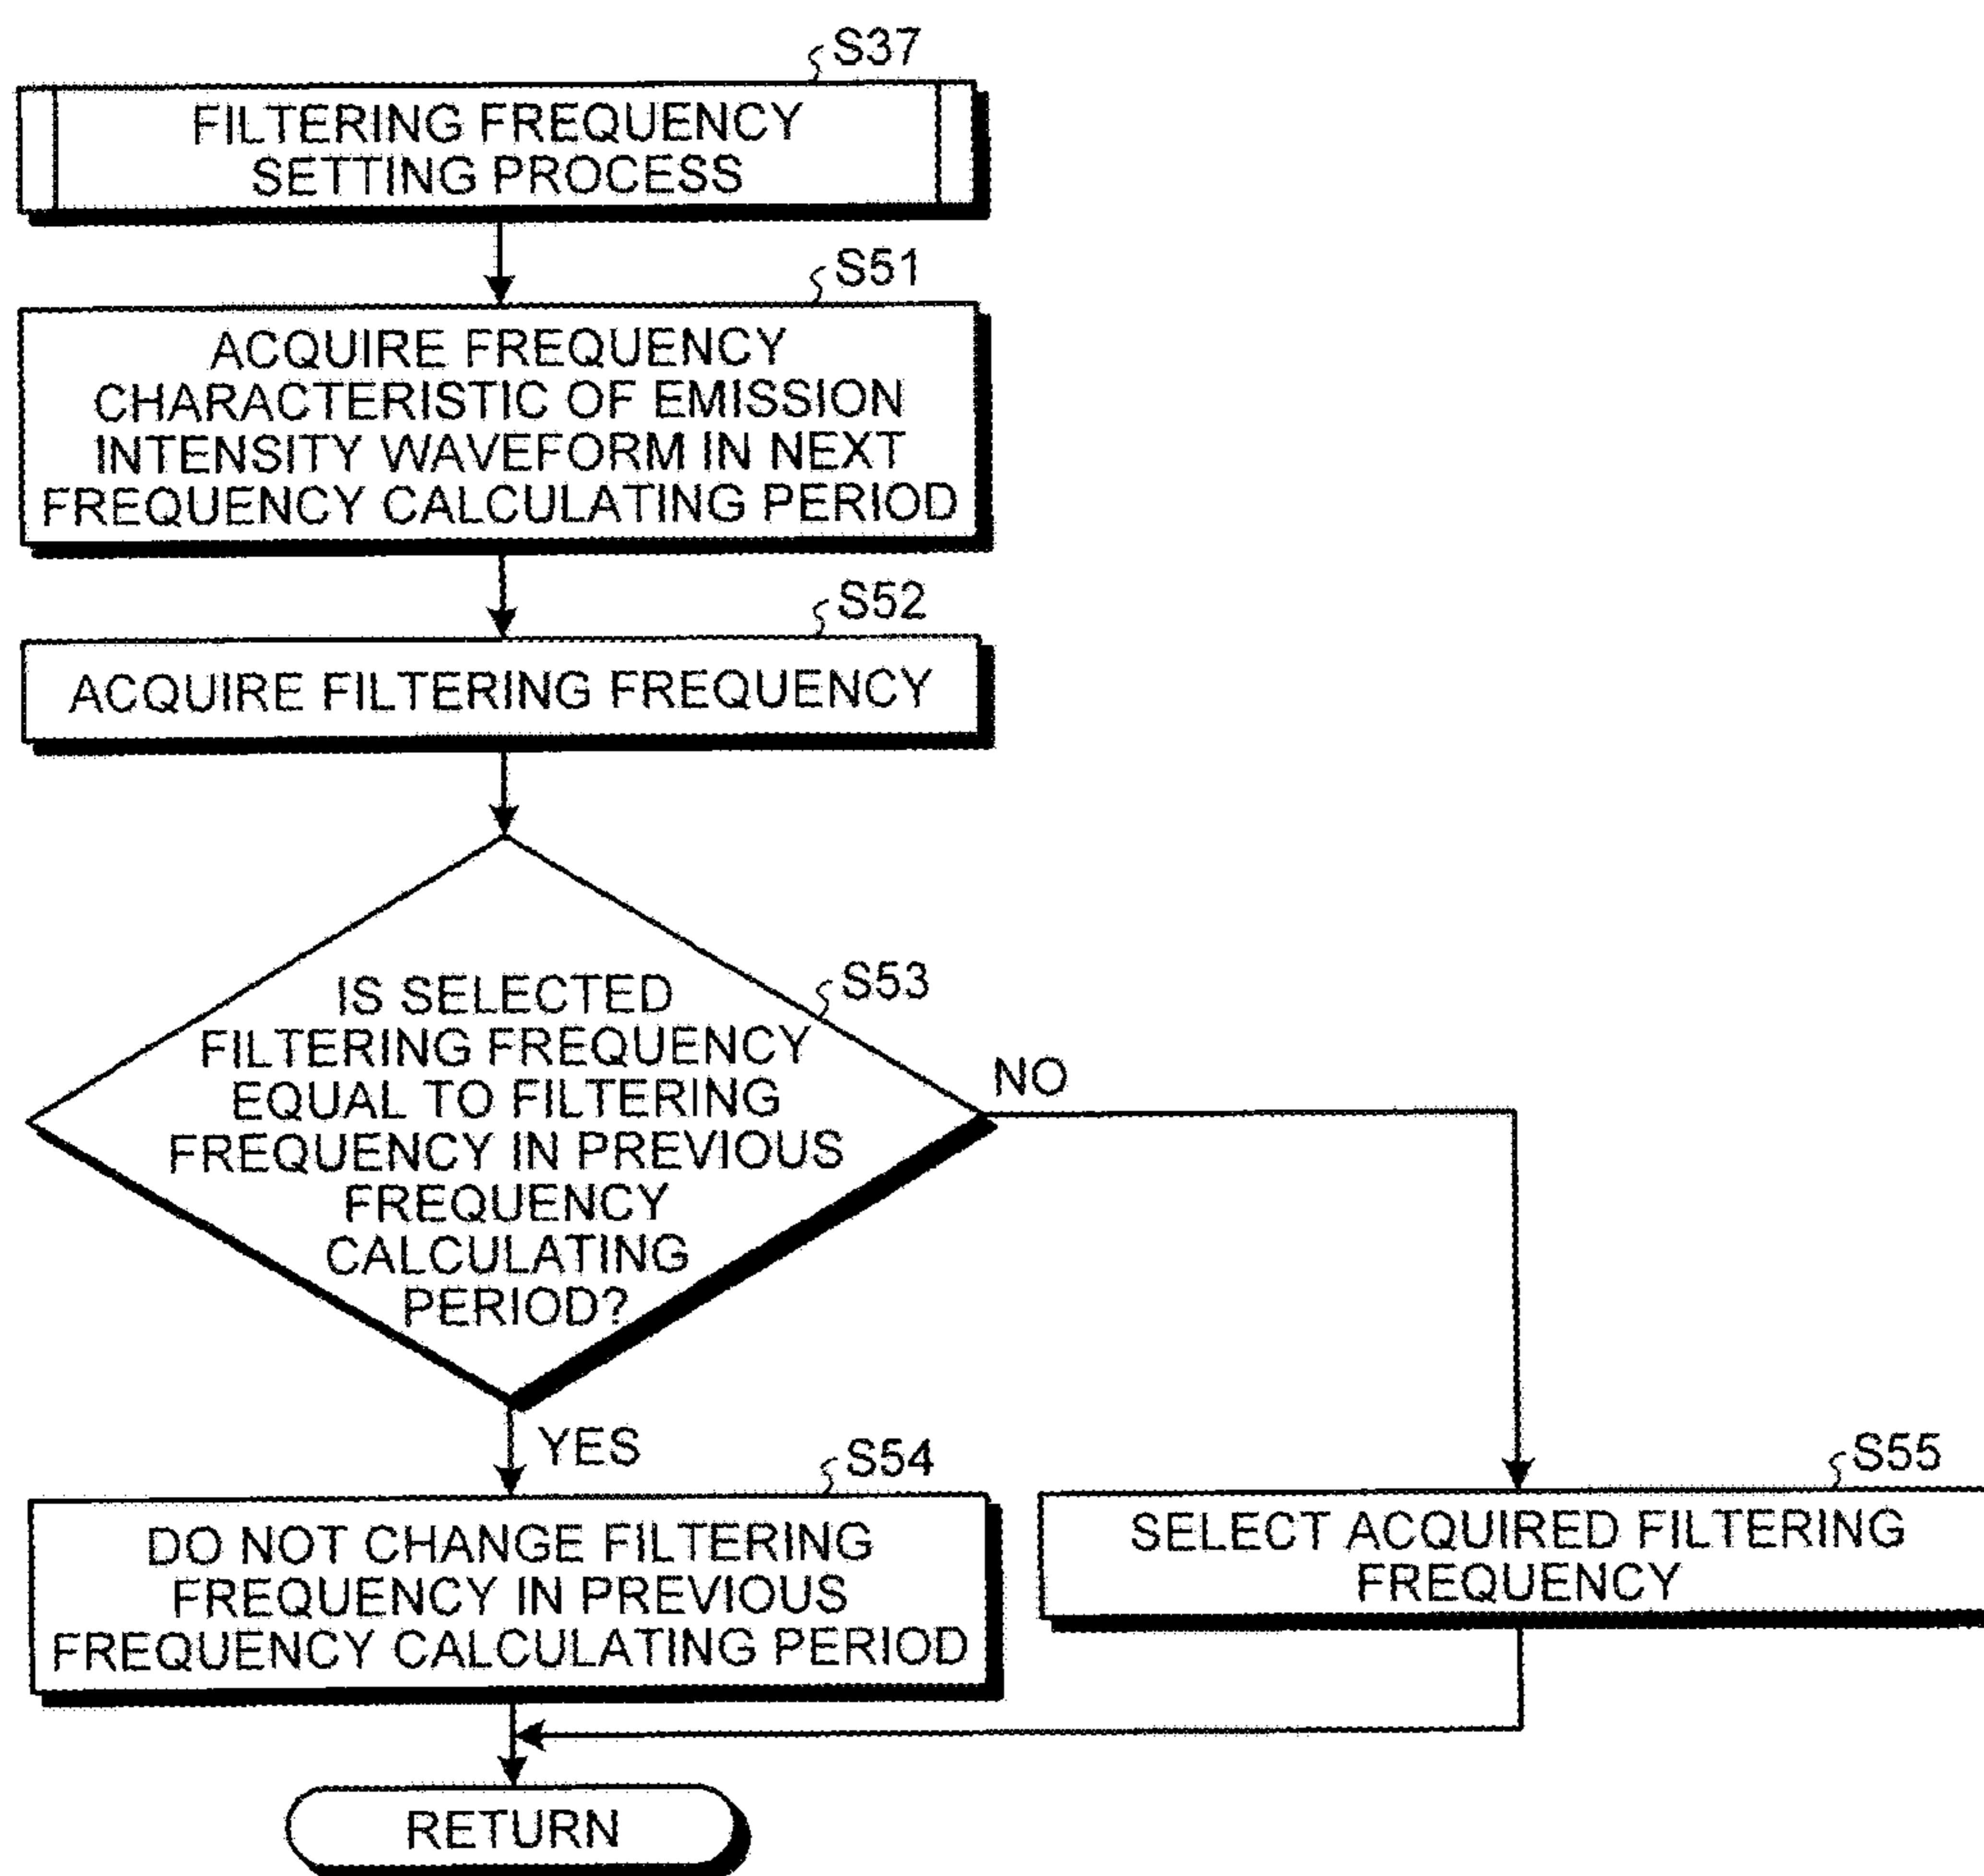 S37
FILTERING FREQUENCY
SETTING PROCESS
S51
ACQUIRE FREQUENCY
CHARACTERISTIC OF EMISSION
INTENSITY WAVEFORM IN NEXT
FREQUENCY CALCULATING PERIOD
S52
ACQUIRE FILTERING FREQUENCY
S53
IS SELECTED
FILTERING FREQUENCY
EQUAL TO FILTERING
FREQUENCY IN PREVIOUS
FREQUENCY
CALCULATING
PERIOD?
NO
YES
S54
DO NOT CHANGE FILTERING
FREQUENCY IN PREVIOUS
FREQUENCY CALCULATING PERIOD
S55
SELECT ACQUIRED FILTERING
FREQUENCY
RETURN